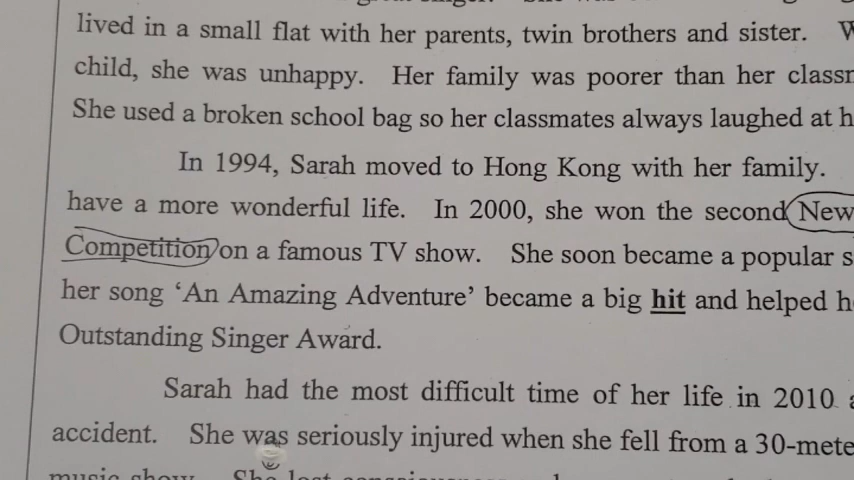 lived in a small flat with her parents, twin brothers and sister.
child, she was unhappy. Her family was poorer than her
She used a broken school bag so her classmates always laughed at
In 1994, Sarah moved to Hong Kong with her family.
have a more wonderful life. In 2000, she won the second New
Competition on a famous TV show. She soon became a popular
her song ‘An Amazing Adventure’ became a big hit and helped
Outstanding Singer Award.
Sarah had the most difficult time of her life in 2010
accident. She was seriously injured when she fell from a
music show. She lost